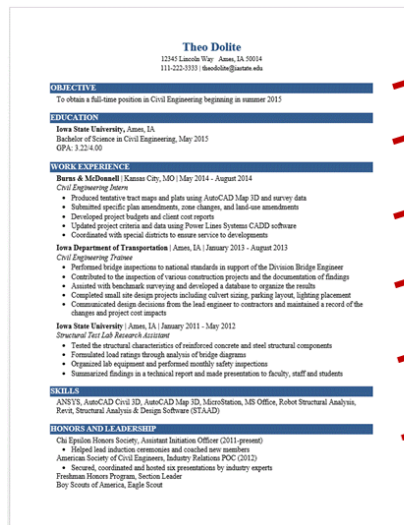 Theo Dolite
12345 Lincoln Way Ames, IA 50014
111-222-3333 | theodolite@iastate.edu
OBJECTIVE
To obtain a full-time position in Civil Engineering beginning in summer 2015
EDUCATION
Iowa State University, Ames, IA
Bachelor of Science in Civil Engineering, May 2015
GPA: 3.22/4.00
WORK EXPERIENCE
Burns & McDonnell | Kansas City, MO | May 2014 - August 2014
Civil Engineering Intern
• Produced tentative tract maps and plats using AutoCAD Map 3D and survey data
• Submitted specific plan amendments, zone changes, and land-use amendments
• Developed project budgets and client cost reports
• Updated project criteria and data using Power Lines Systems CADD software
• Coordinated with special districts to ensure service to developments
Iowa Department of Transportation | Ames, IA | January 2013 - August 2013
Civil Engineering Trainee
• Performed bridge inspections to national standards in support of the Division Bridge Engineer
• Contributed to the inspection of various construction projects and the documentation of findings
• Assisted with benchmark surveying and developed a database to organize the results
• Completed small site design projects including culvert sizing, parking layout, lighting placement
• Communicated design decisions from the lead engineer to contractors and maintained a record of the
changes and project cost impacts
Iowa State University | Ames, IA | January 2011 - May 2012
Structural Test Lab Research Assistant
• Tested the structural characteristics of reinforced concrete and steel structural components
• Formulated load ratings through analysis of bridge diagrams
• Organized lab equipment and performed monthly safety inspections
• Summarized findings in a technical report and made presentation to faculty, staff and students
SKILLS
ANSYS, AutoCAD Civil 3D, AutoCAD Map 3D, MicroStation, MS Office, Robot Structural Analysis,
Revit, Structural Analysis & Design Software (STAAD)
HONORS AND LEADERSHIP
Chi Epsilon Honors Society, Assistant Initiation Officer (2011-present)
• Helped lead induction ceremonies and coached new members
American Society of Civil Engineers, Industry Relations POC (2012)
• Secured, coordinated and hosted six presentations by industry experts
Freshman Honors Program, Section Leader
Boy Scouts of America, Eagle Scout